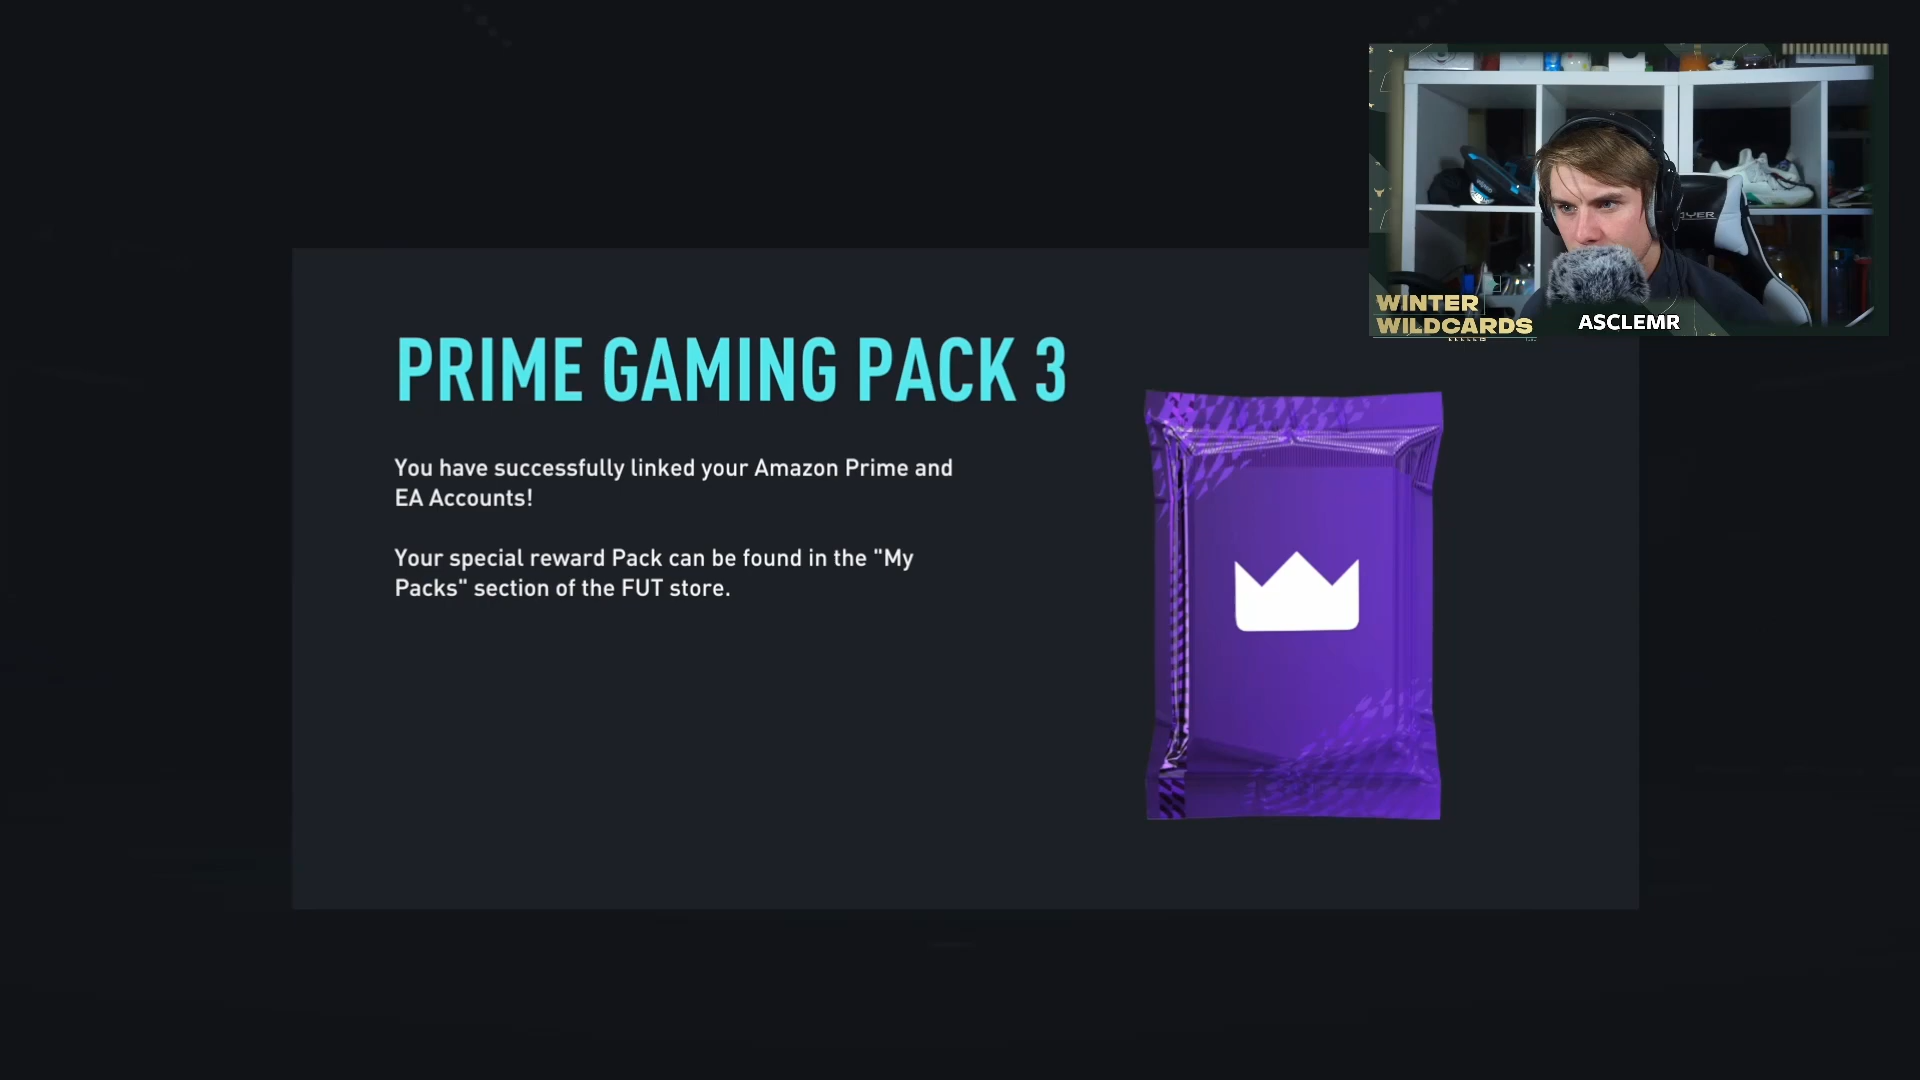 PRIME GAMING PACK 3
You have successfully linked your Amazon Prime and
EA Accounts!
Your special reward Pack can be found in the "My
Packs" section of the FUT store.
WINTER
WILDCARDS
ASCLEMR